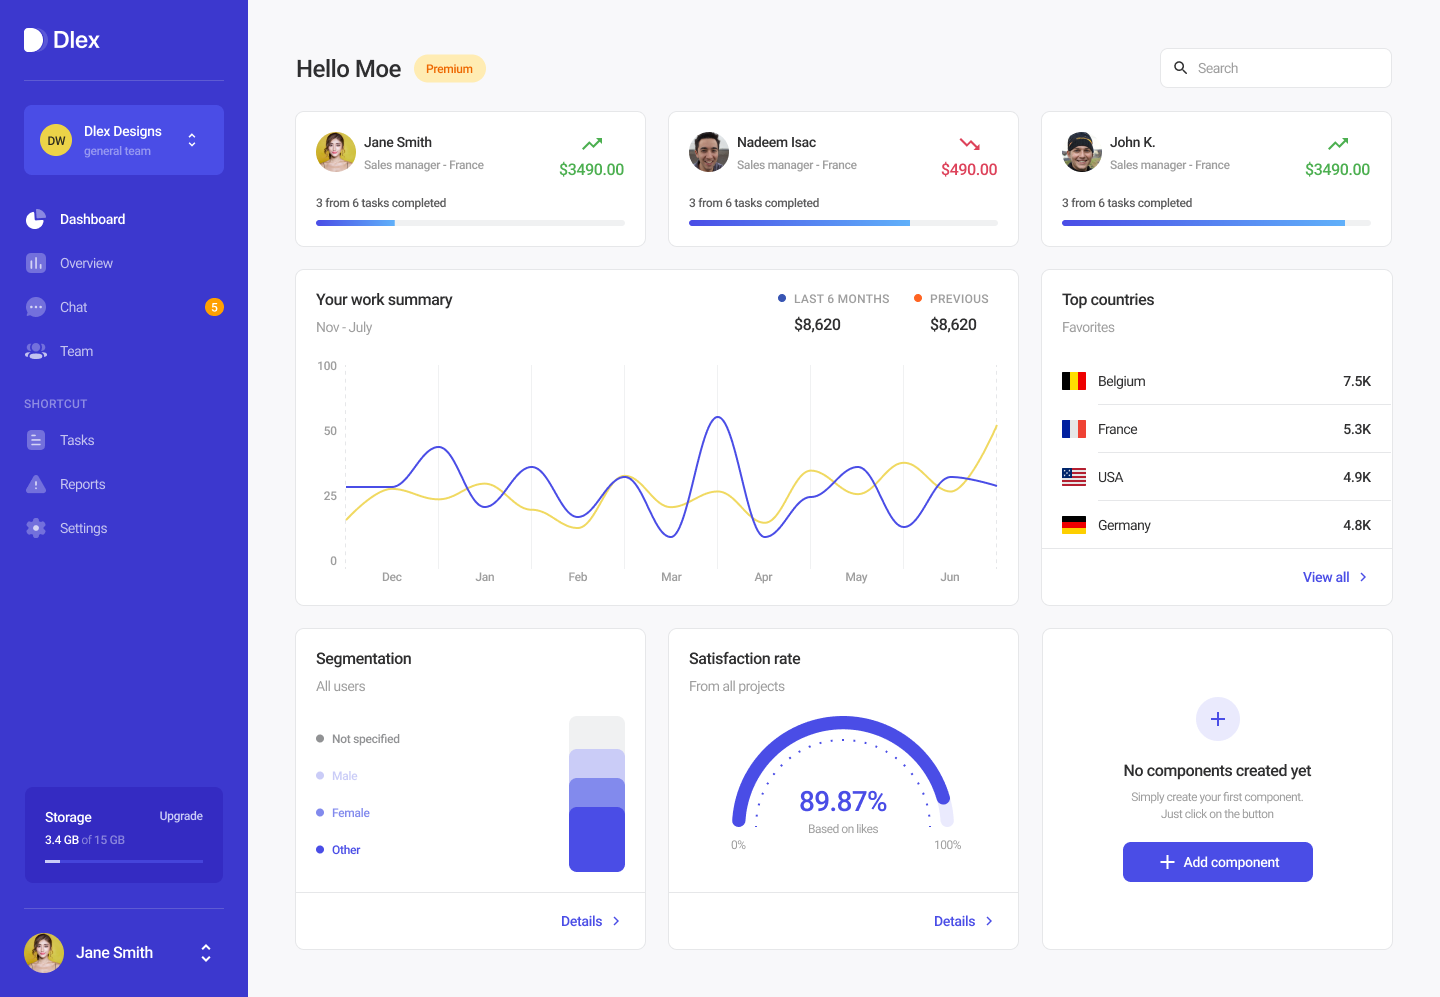 Dlex
DW
Dlex Designs
general team
Dashboard
Overview
Chat
5
Team
SHORTCUT
Tasks
Reports
Settings
Storage
Upgrade
3.4 GB of 15 GB
Jane Smith
Hello Moe
Premium
Search
Jane Smith
Sales manager - France
$3490.00
3 from 6 tasks completed
Nadeem Isac
Sales manager - France
$490.00
3 from 6 tasks completed
John K.
Sales manager - France
$3490.00
3 from 6 tasks completed
Your work summary
Nov - July
LAST 6 MONTHS
$8,620
PREVIOUS
$8,620
100
50
25
0
Dec
Jan
Feb
Mar
Apr
May
Jun
Top countries
Favorites
Belgium
7.5K
France
5.3K
USA
4.9K
Germany
4.8K
View all
Segmentation
All users
Not specified
Male
Female
Other
Details
Satisfaction rate
From all projects
89.87%
Based on likes
0%
100%
Details
No components created yet
Simply create your first component.
Just click on the button
Add component